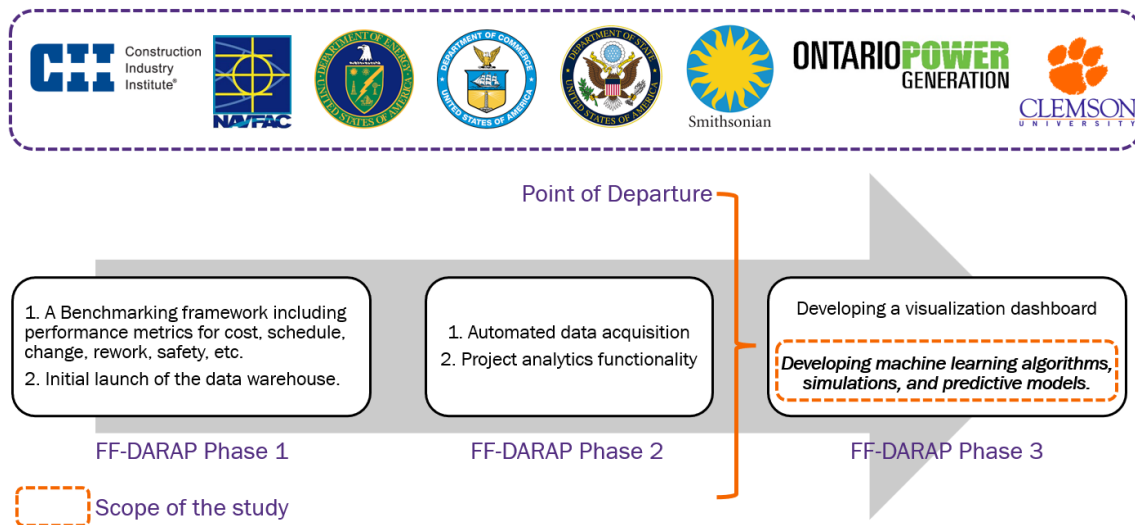 CII Construction
Industry
Institute®
NAVFAC
DEPARTMENT OF ENERGY
UNITED STATES OF AMERICA
DEPARTMENT OF COMMERCE
UNITED STATES OF AMERICA
DEPARTMENT OF STATE
UNITED STATES OF AMERICA
Smithsonian
ONTARIOPOWER
GENERATION
CLEMSON
UNIVERSITY
Point of Departure
1. A Benchmarking framework including
performance metrics for cost, schedule,
change, rework, safety, etc.
2. Initial launch of the data warehouse.
1. Automated data acquisition
2. Project analytics functionality
Developing a visualization dashboard
Developing machine learning algorithms,
simulations, and predictive models.
FF-DARAP Phase 1
FF-DARAP Phase 2
FF-DARAP Phase 3
Scope of the study